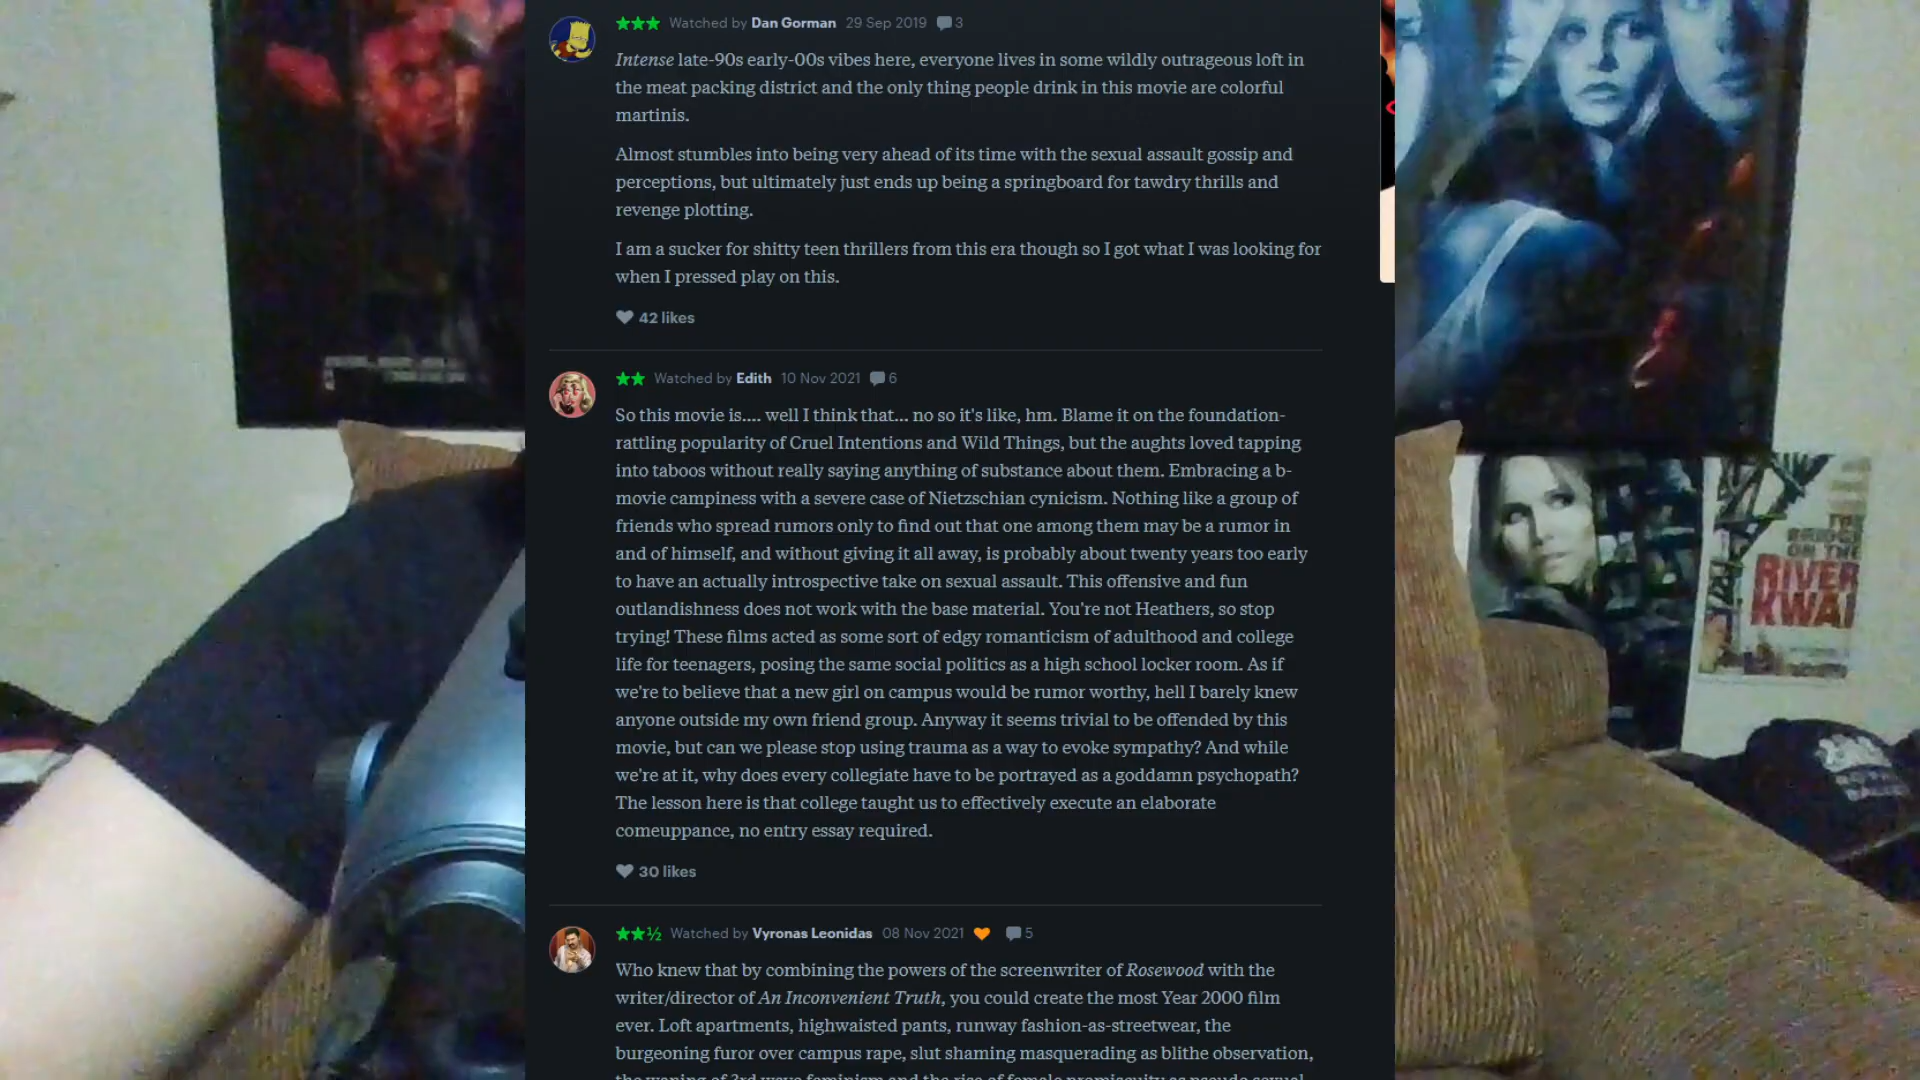 ★★★ Watched by Dan Gorman 29 Sep 2019 3
Intense late-90s early-00s vibes here, everyone lives in some wildly outrageous loft in
the meat packing district and the only thing people drink in this movie are colorful
martinis.
Almost stumbles into being very ahead of its time with the sexual assault gossip and
perceptions, but ultimately just ends up being a springboard for tawdry thrills and
revenge plotting.
I am a sucker for shitty teen thrillers from this era though so I got what I was looking for
when I pressed play on this.
42 likes
★★ Watched by Edith 10 Nov 2021 6
So this movie is.... well I think that... no so it's like, hm. Blame it on the foundation-
rattling popularity of Cruel Intentions and Wild Things, but the aughts loved tapping
into taboos without really saying anything of substance about them. Embracing a b-
movie campiness with a severe case of Nietzschian cynicism. Nothing like a group of
friends who spread rumors only to find out that one among them may be a rumor in
and of himself, and without giving it all away, is probably about twenty years too early
to have an actually introspective take on sexual assault. This offensive and fun
outlandishness does not work with the base material. You're not Heathers, so stop
trying! These films acted as some sort of edgy romanticism of adulthood and college
life for teenagers, posing the same social politics as a high school locker room. As if
we're to believe that a new girl on campus would be rumor worthy, hell I barely knew
anyone outside my own friend group. Anyway it seems trivial to be offended by this
movie, but can we please stop using trauma as a way to evoke sympathy? And while
we're at it, why does every collegiate have to be portrayed as a goddamn psychopath?
The lesson here is that college taught us to effectively execute an elaborate
comeuppance, no entry essay required.
30 likes
★★½ Watched by Vyronas Leonidas 08 Nov 2021 5
Who knew that by combining the powers of the screenwriter of Rosewood with the
writer/director of An Inconvenient Truth, you could create the most Year 2000 film
ever. Loft apartments, highwaisted pants, runway fashion-as-streetwear, the
burgeoning furor over campus rape, slut shaming masquerading as blithe observation,
the waning of 3rd wave feminism and the rise of female promiscuity as pseudo sexual
THE
BRIDGE
ON THE
RIVER
KWAI